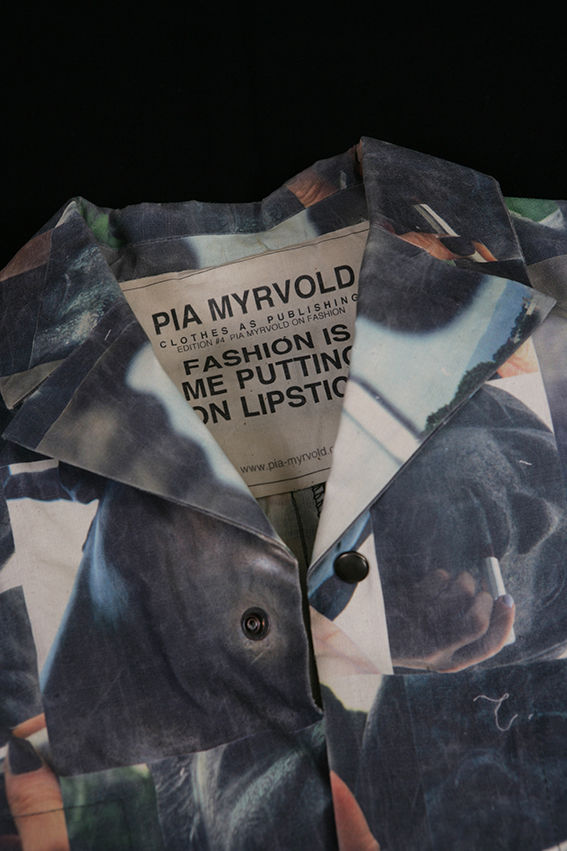 PIA MYRVOLD
CLOTHES AS PUBLISHING
EDITION #4 PIA MYRVOLD ON FASHION
FASHION IS
ME PUTTING
ON LIPSTIC
www.pia-myrvold.